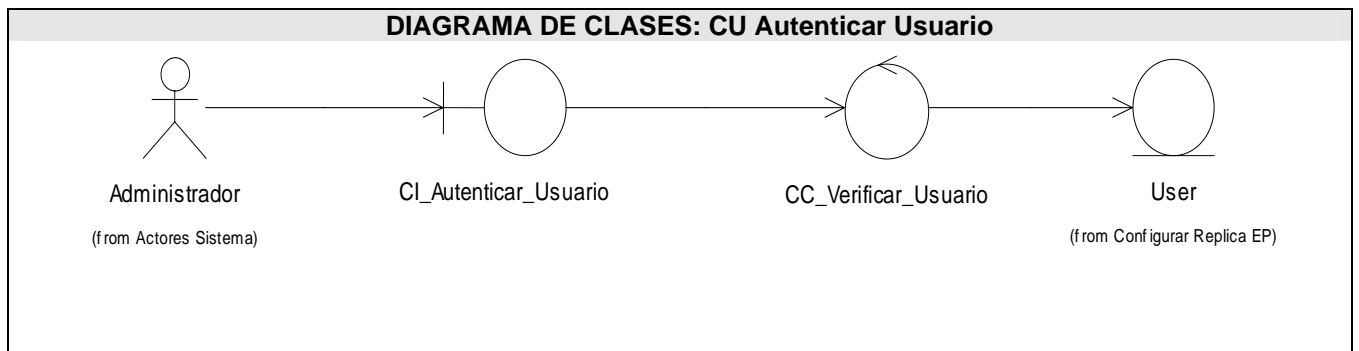 DIAGRAMA DE CLASES: CU Autenticar Usuario
Administrador
CI_Autenticar_Usuario
CC_Verificar_Usuario
User
(from Actores Sistema)
(from Configurar Replica EP)